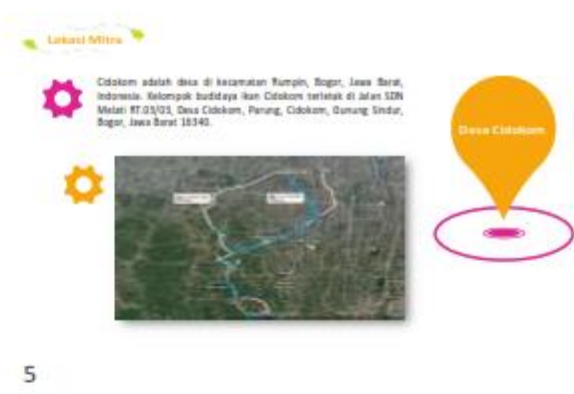 Lokasi Mitra
Cidokom adalah desa di kecamatan Rumpin, Bogor, Jawa Barat,
Indonesia. Kelompok budidaya ikan Cidokom terletak di Jalan SDN
Melati RT.03/03, Desa Cidokom, Parung, Cidokom, Gunung Sindur,
Bogor, Jawa Barat 16340.
Desa Cidokom
5